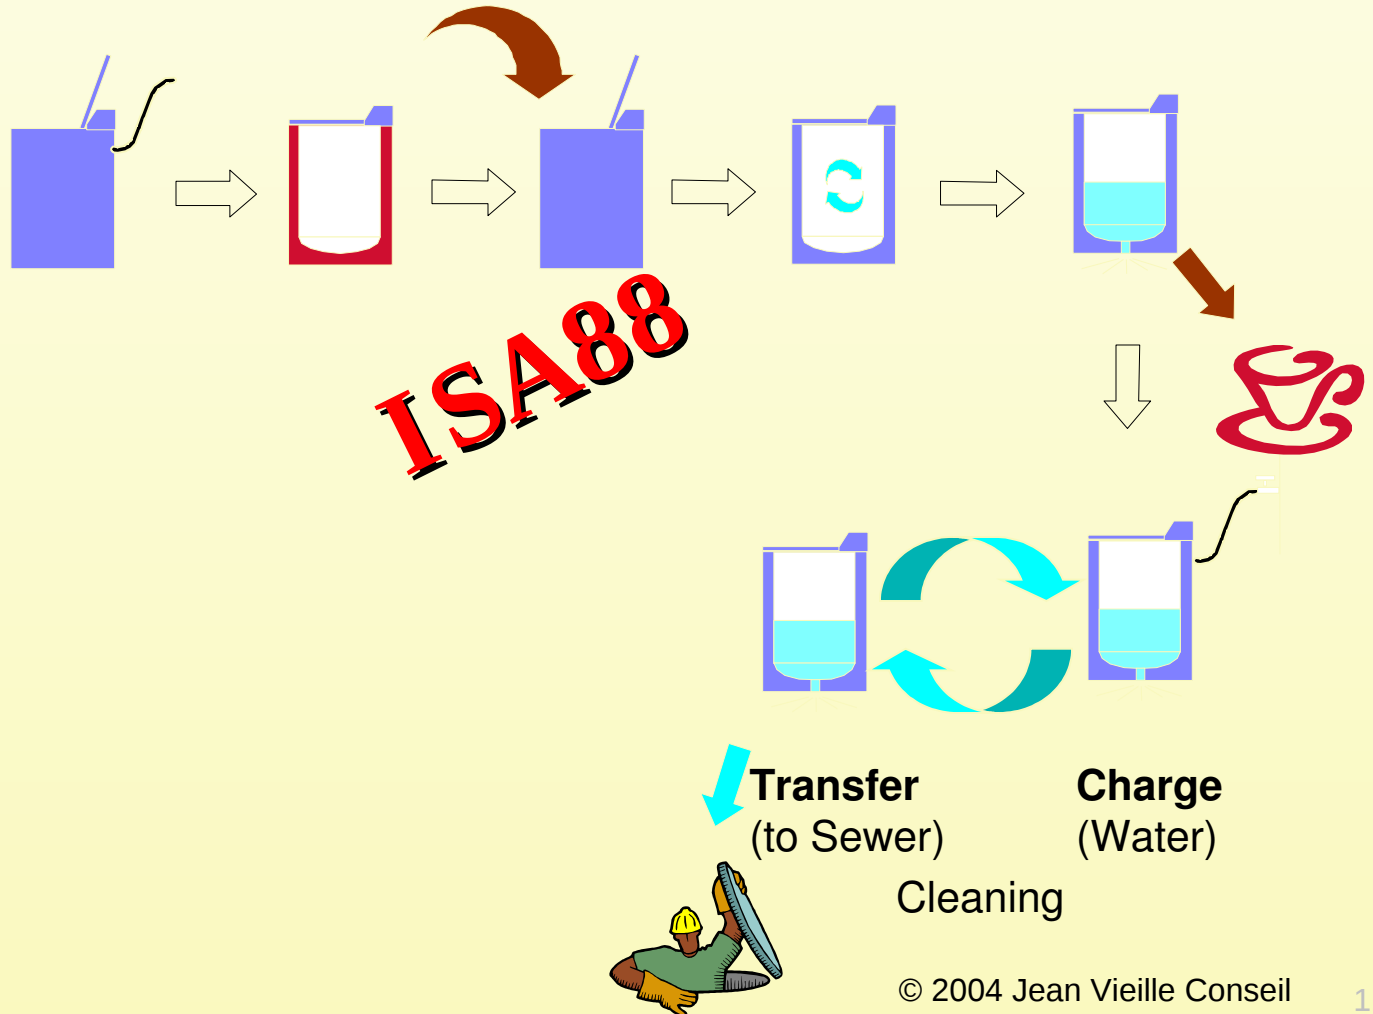 ISA88
Transfer
(to Sewer)
Charge
(Water)
Cleaning
© 2004 Jean Vieille Conseil
1